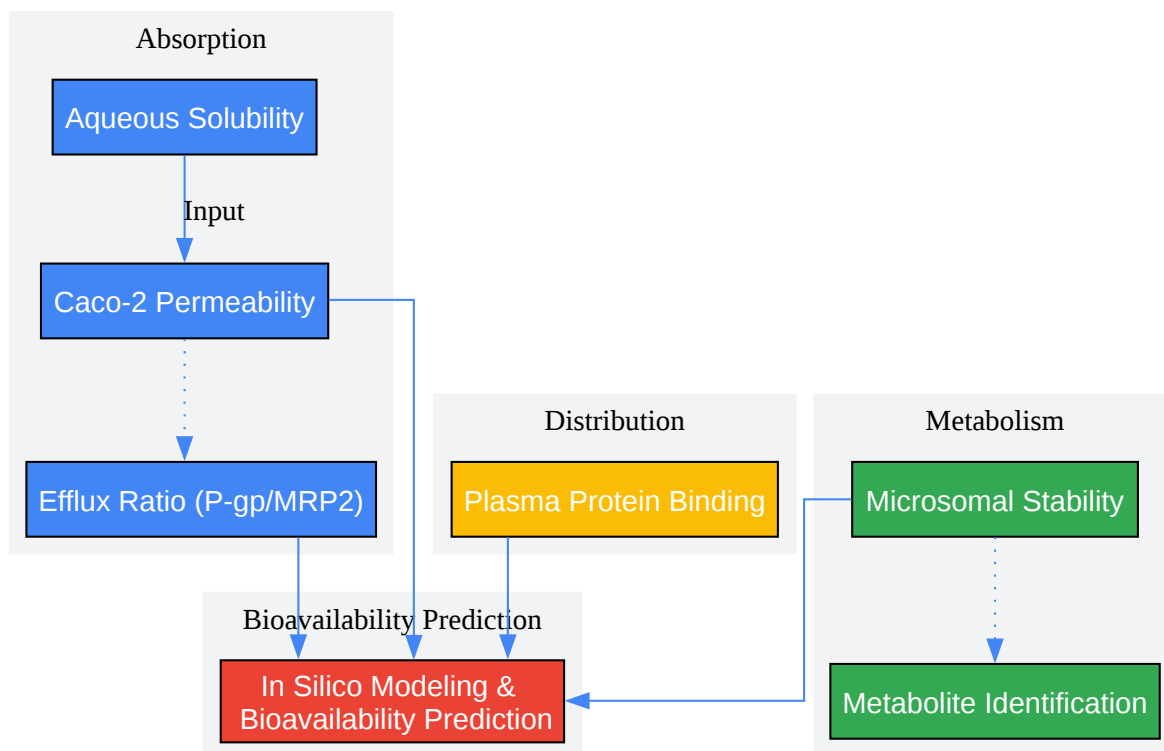 Absorption
Aqueous Solubility
Input
Caco-2 Permeability
Efflux Ratio (P-gp/MRP2)
Distribution
Plasma Protein Binding
Metabolism
Microsomal Stability
Metabolite Identification
Bioavailability Prediction
In Silico Modeling &
Bioavailability Prediction